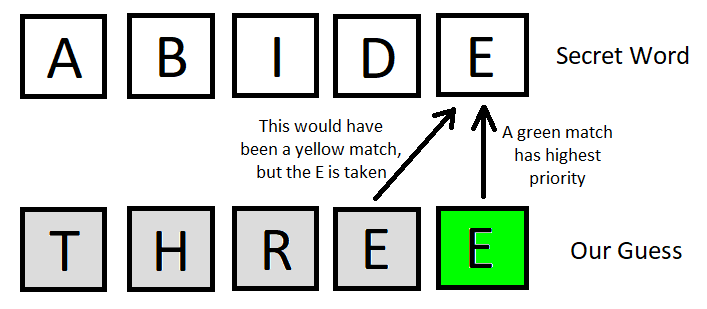 A B I D E Secret Word
This would have
been a yellow match,
but the E is taken
A green match
has highest
priority
T H R E E Our Guess